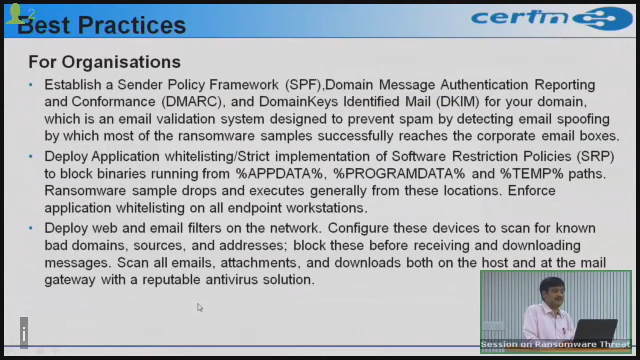 2
Best Practices
certin
For Organisations
• Establish a Sender Policy Framework (SPF),Domain Message Authentication Reporting
and Conformance (DMARC), and DomainKeys Identified Mail (DKIM) for your domain,
which is an email validation system designed to prevent spam by detecting email spoofing
by which most of the ransomware samples successfully reaches the corporate email boxes.
• Deploy Application whitelisting/Strict implementation of Software Restriction Policies (SRP)
to block binaries running from %APPDATA%, %PROGRAMDATA% and %TEMP% paths.
Ransomware sample drops and executes generally from these locations. Enforce
application whitelisting on all endpoint workstations.
• Deploy web and email filters on the network. Configure these devices to scan for known
bad domains, sources, and addresses; block these before receiving and downloading
messages. Scan all emails, attachments, and downloads both on the host and at the mail
gateway with a reputable antivirus solution.
i
Session on Ransomware Threat